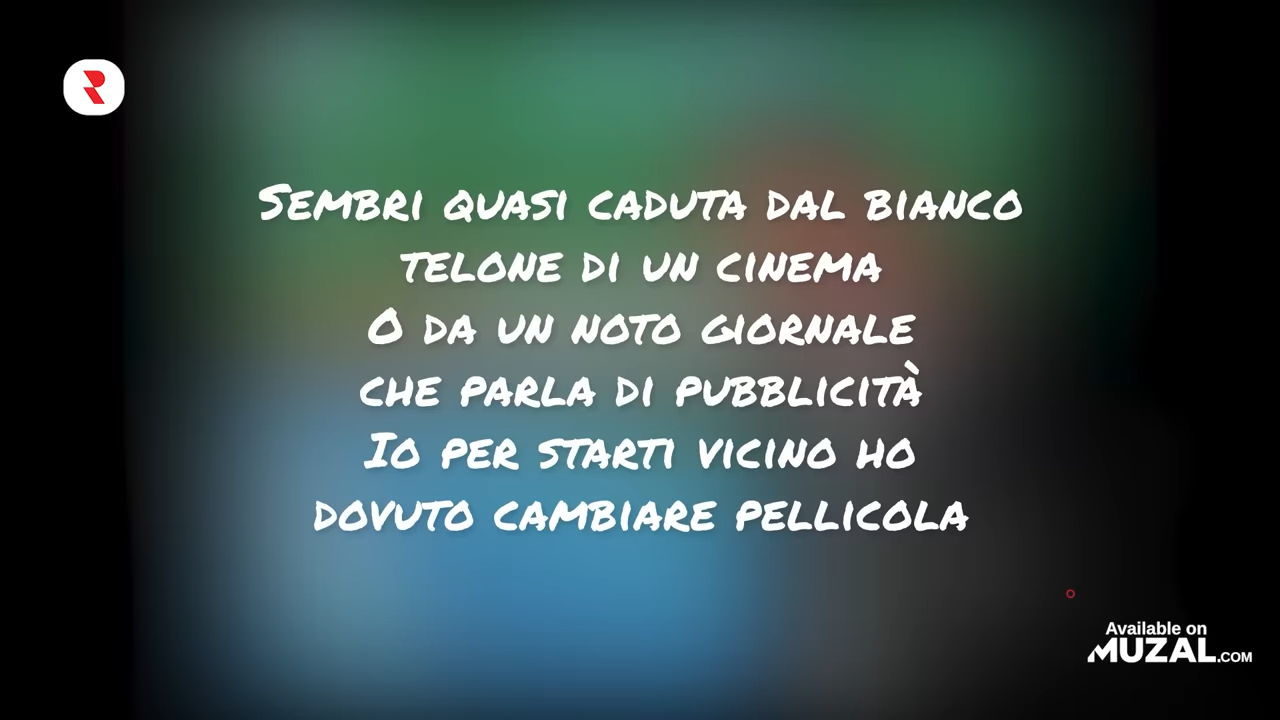 Sembri quasi caduta dal bianco
telone di un cinema
O da un noto giornale
che parla di pubblicità
Io per starti vicino ho
dovuto cambiare pellicola
Available on
MUZAL.COM